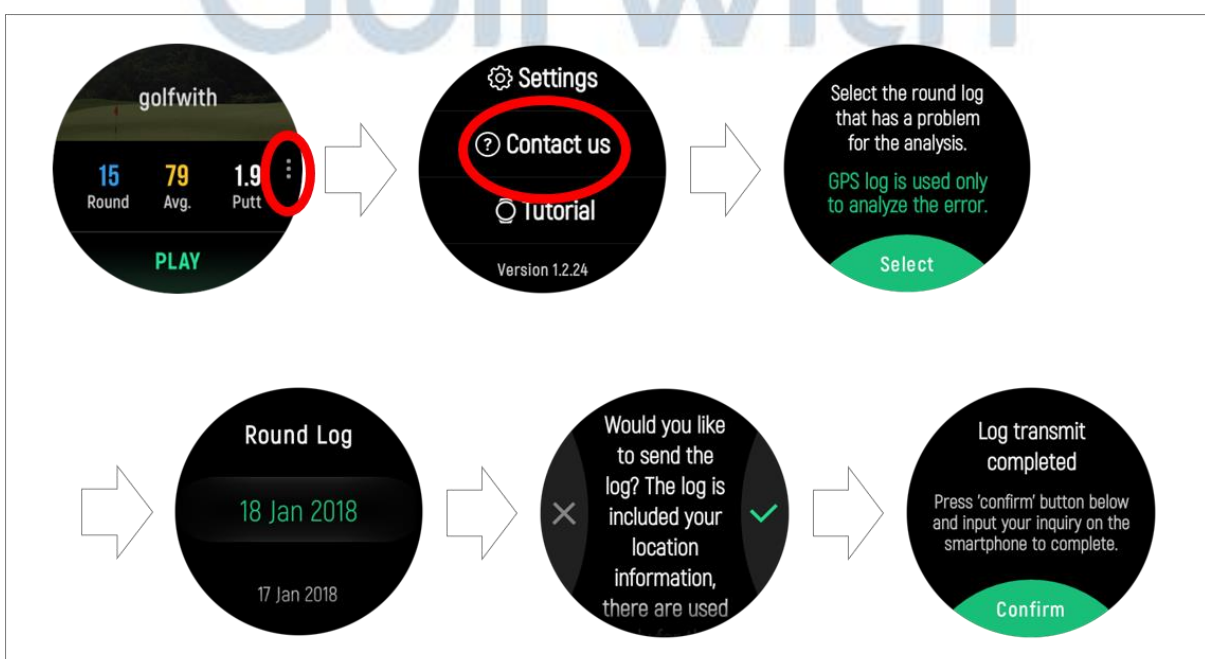 Golf With
golfwith
15 79 1.9
Round Avg. Putt
PLAY
Settings
? Contact us
Tutorial
Version 1.2.24
Select the round log
that has a problem
for the analysis.
GPS log is used only
to analyze the error.
Select
Round Log
18 Jan 2018
17 Jan 2018
Would you like
to send the
log? The log is
included your
location
information,
there are used
Log transmit
completed
Press 'confirm' button below
and input your inquiry on the
smartphone to complete.
Confirm